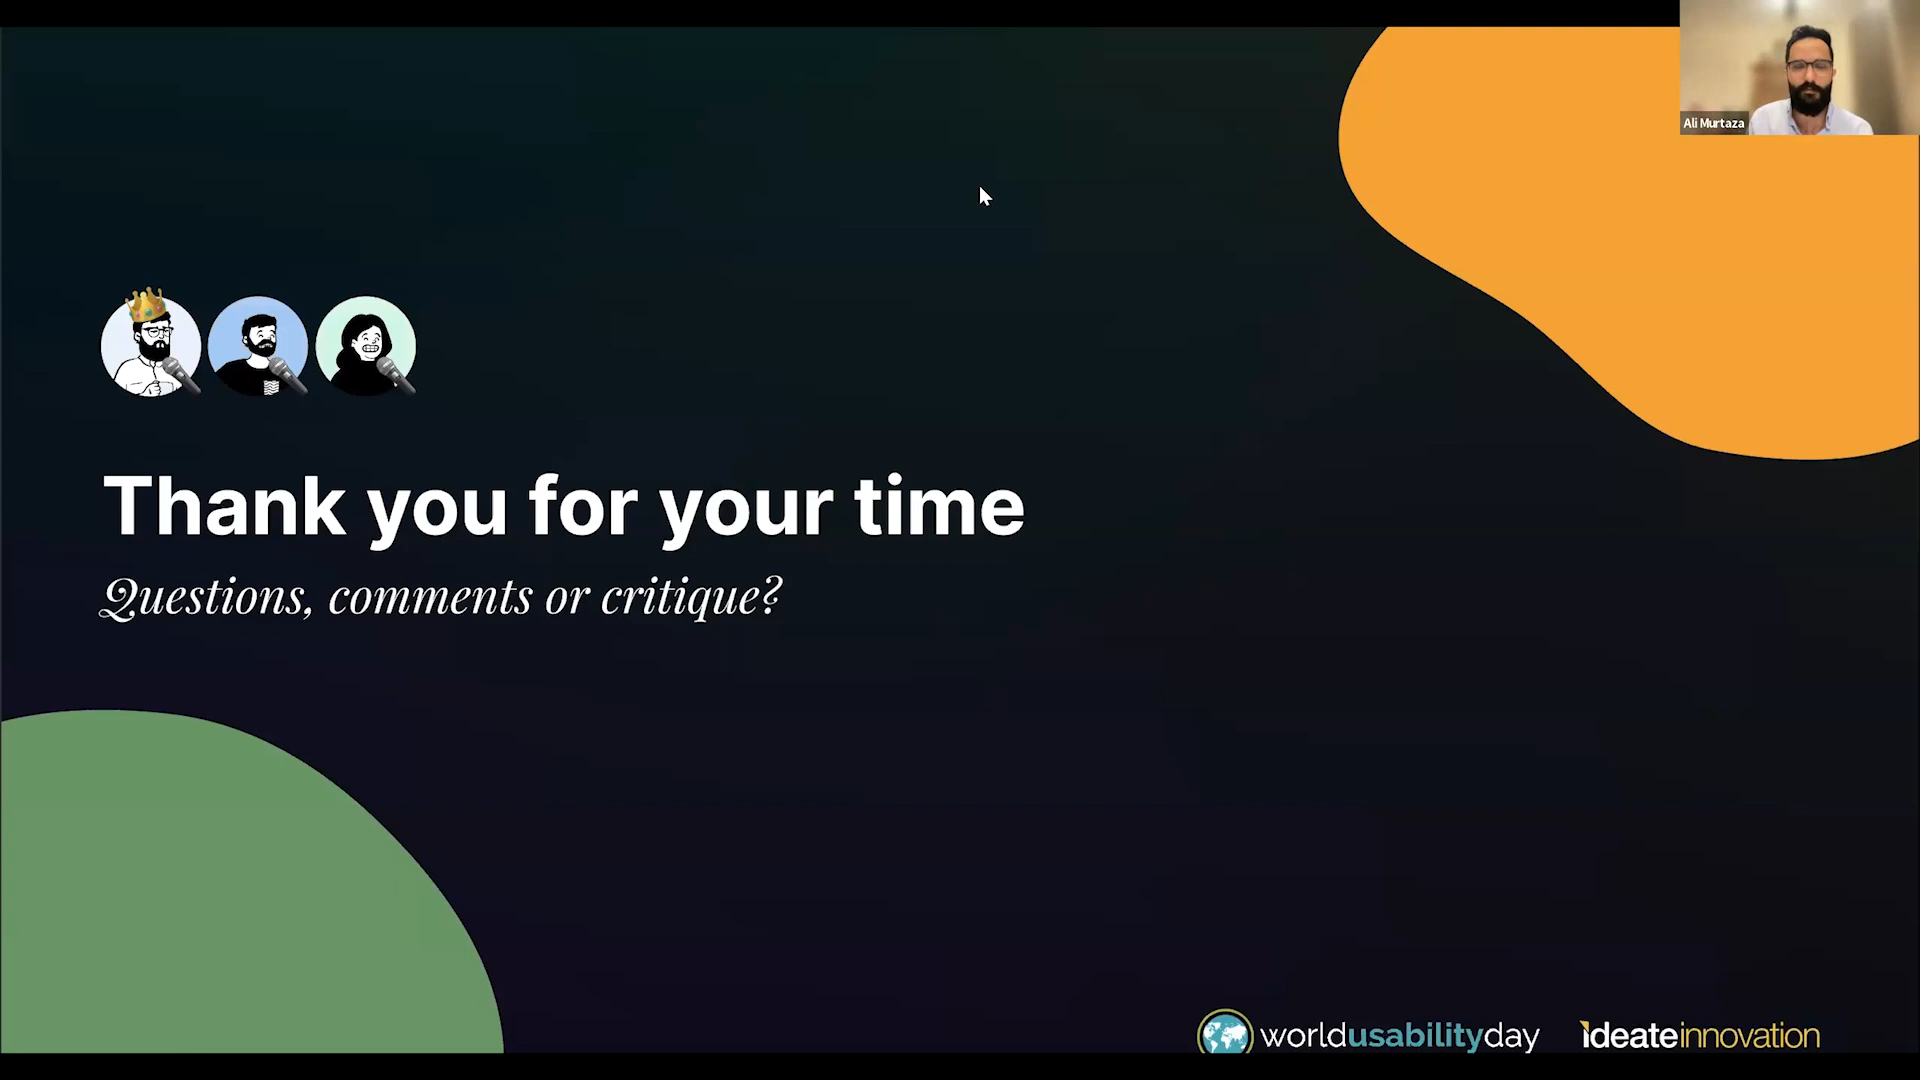 Ali Murtaza
Thank you for your time
Questions, comments or critique?
worldusabilityday
ideateinnovation